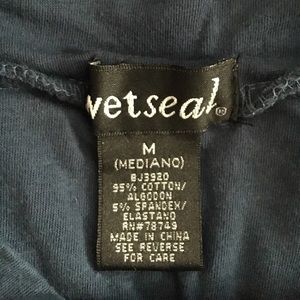 wetseal®
M
(MEDIANO)
BJ3920
95% COTTON/
ALGODON
5% SPANDEX/
ELASTANO
RN#78749
MADE IN CHINA
SEE REVERSE
FOR CARE